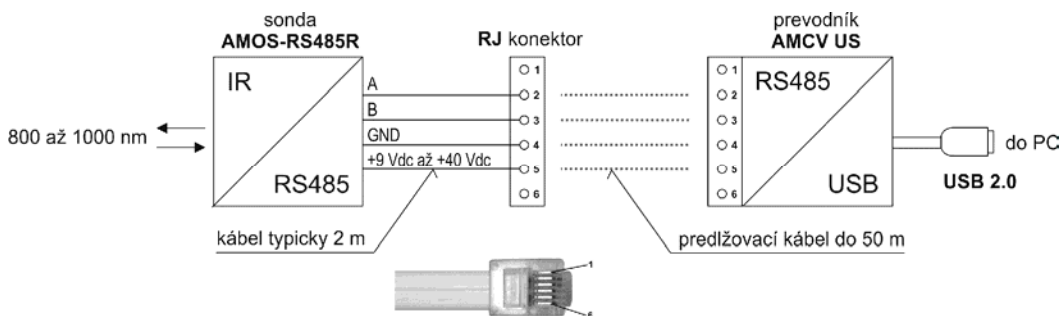 sonda
AMOS-RS485R
RJ konektor
prevodník
AMCV US
IR
RS485
800 až 1000 nm
A
B
GND
+9 Vdc až +40 Vdc
1
2
3
4
5
6
1
2
3
4
5
6
RS485
USB
do PC
USB 2.0
kábel typicky 2 m
predlžovací kábel do 50 m
1
6